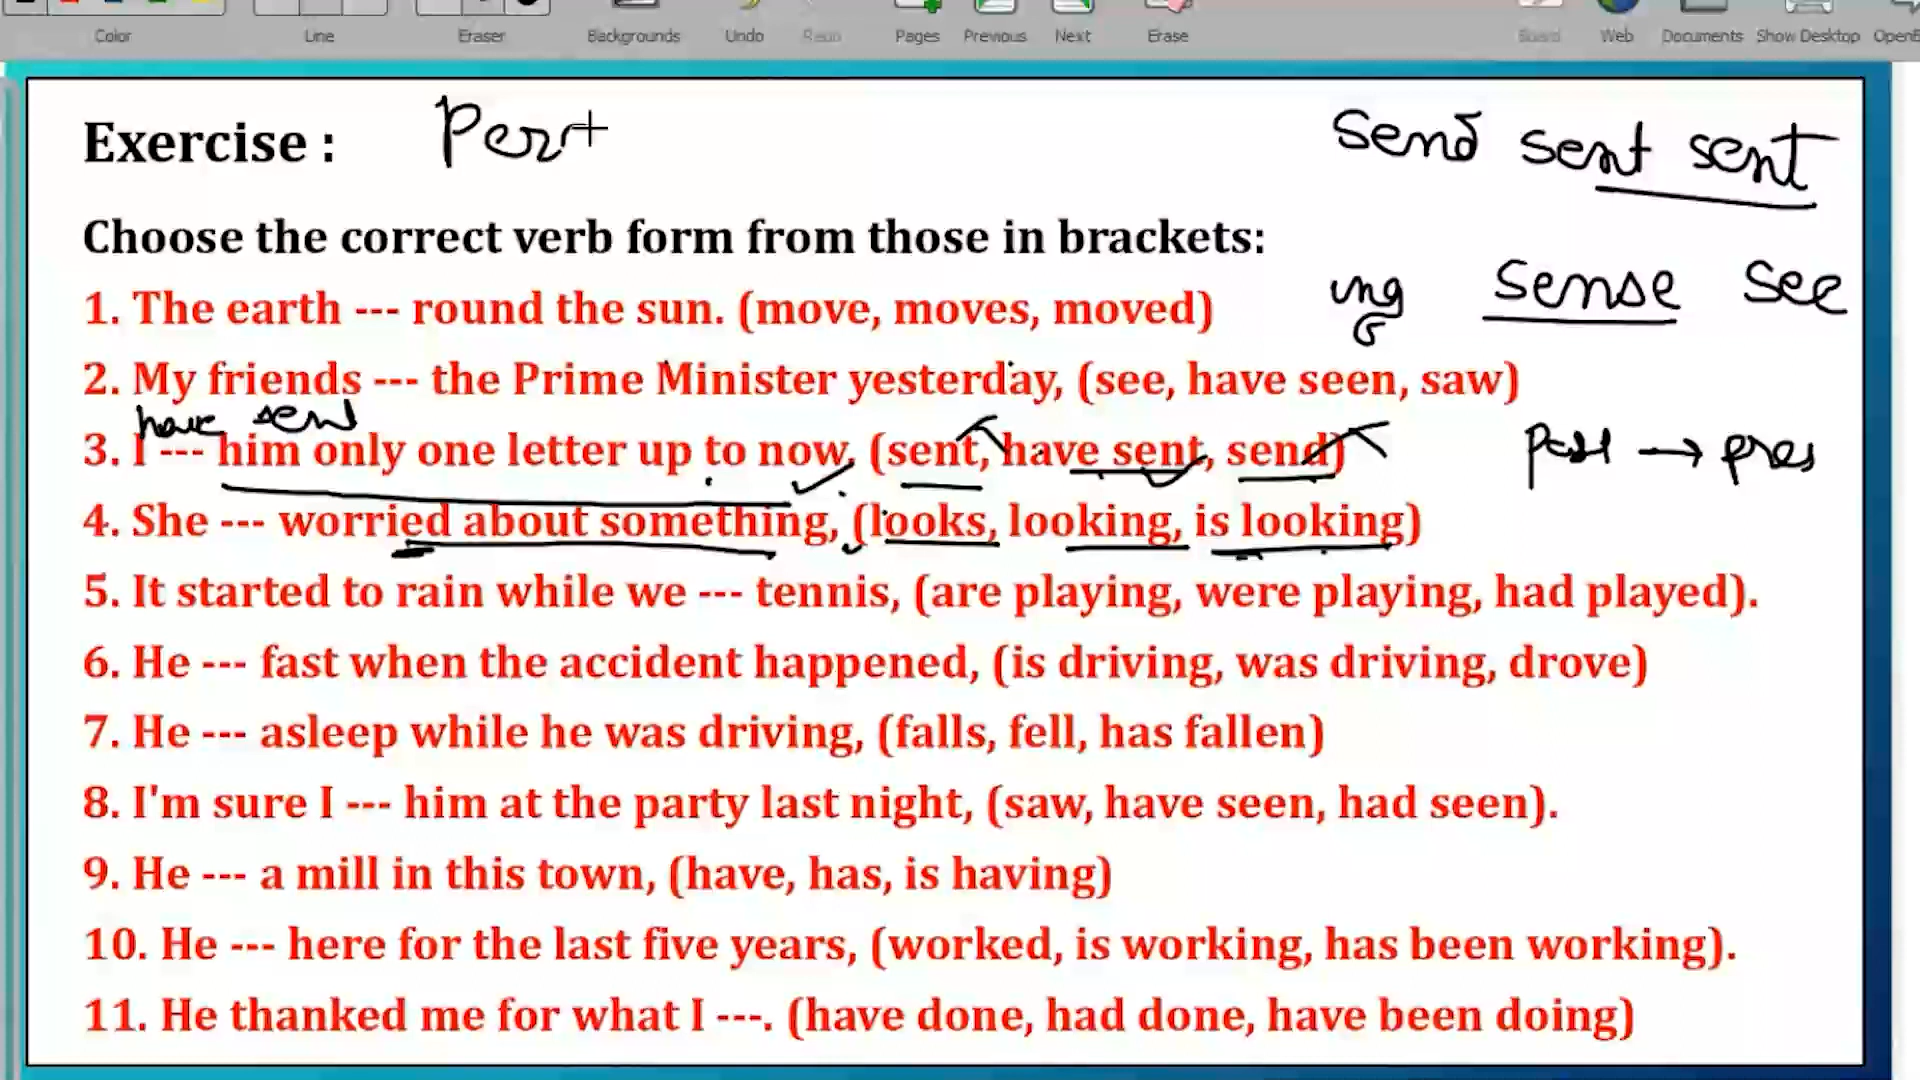 Color Line Eraser Backgrounds Undo Redo Pages Previous Next Erase Board Web Documents Show Desktop
Exercise :
send sent sent
Choose the correct verb form from those in brackets:
ing sense see
1. The earth --- round the sun. (move, moves, moved)
2. My friends --- the Prime Minister yesterday, (see, have seen, saw)
have sent
3. I --- him only one letter up to now, (sent, have sent, send)
past → pres
4. She --- worried about something, (looks, looking, is looking)
5. It started to rain while we --- tennis, (are playing, were playing, had played).
6. He --- fast when the accident happened, (is driving, was driving, drove)
7. He --- asleep while he was driving, (falls, fell, has fallen)
8. I'm sure I --- him at the party last night, (saw, have seen, had seen).
9. He --- a mill in this town, (have, has, is having)
10. He --- here for the last five years, (worked, is working, has been working).
11. He thanked me for what I ---. (have done, had done, have been doing)